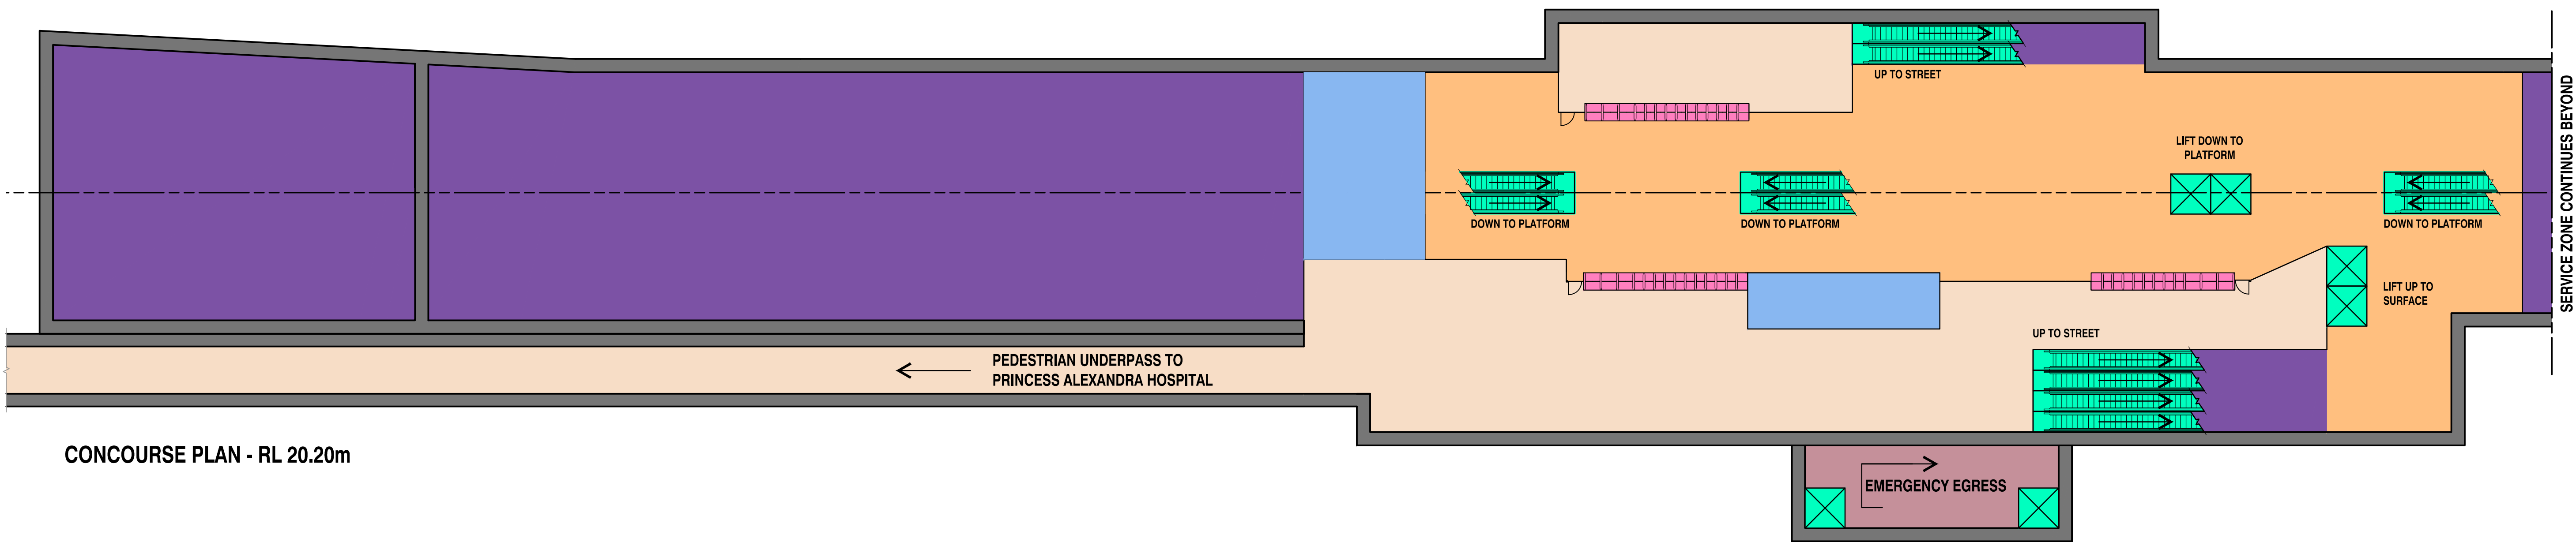 UP TO STREET
LIFT DOWN TO
PLATFORM
DOWN TO PLATFORM
DOWN TO PLATFORM
DOWN TO PLATFORM
LIFT UP TO
SURFACE
SERVICE ZONE CONTINUES BEYOND
UP TO STREET
PEDESTRIAN UNDERPASS TO
PRINCESS ALEXANDRA HOSPITAL
CONCOURSE PLAN - RL 20.20m
EMERGENCY EGRESS